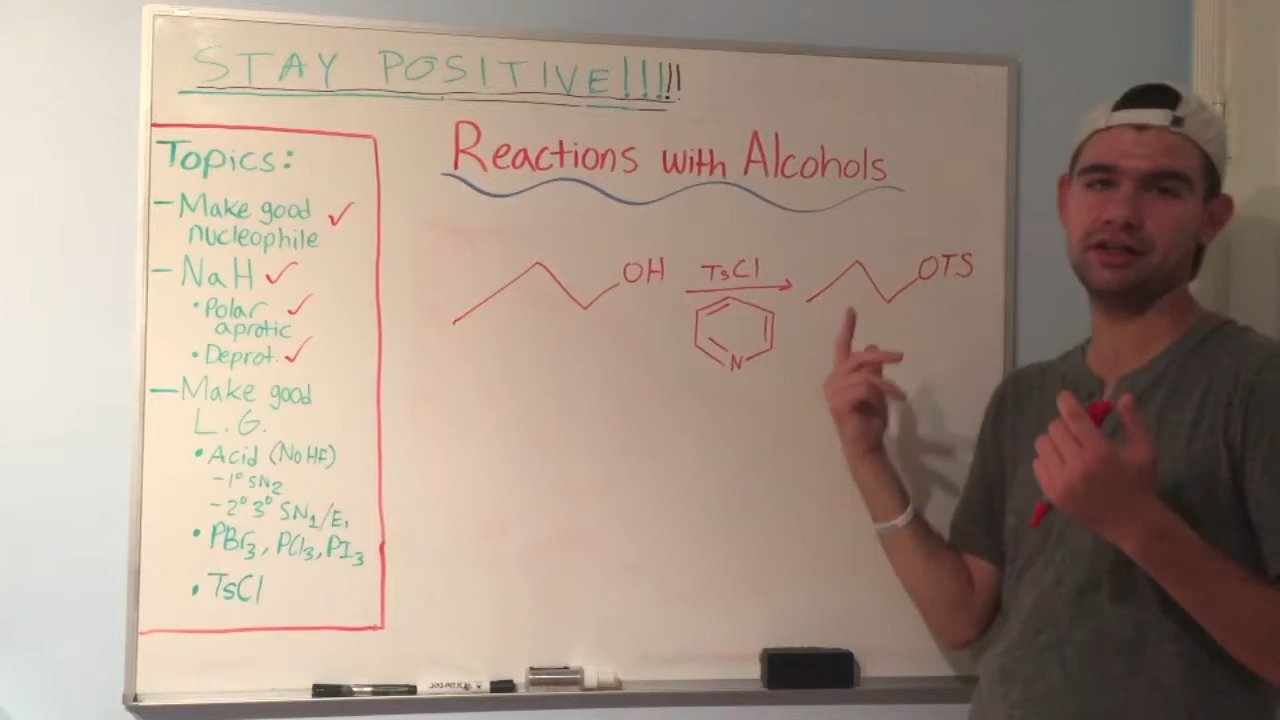 STAY POSITIVE!!!!!!
Topics:
- Make good ✓
nucleophile
- NaH ✓
• Polar ✓
aprotic
• Deprot. ✓
- Make good
L.G.
• Acid (No HF)
- 1° SN2
- 2° 3° SN1/E1
• PBr3, PCl3, PI3
• TsCl
Reactions with Alcohols
OH
TsCl
N
OTS